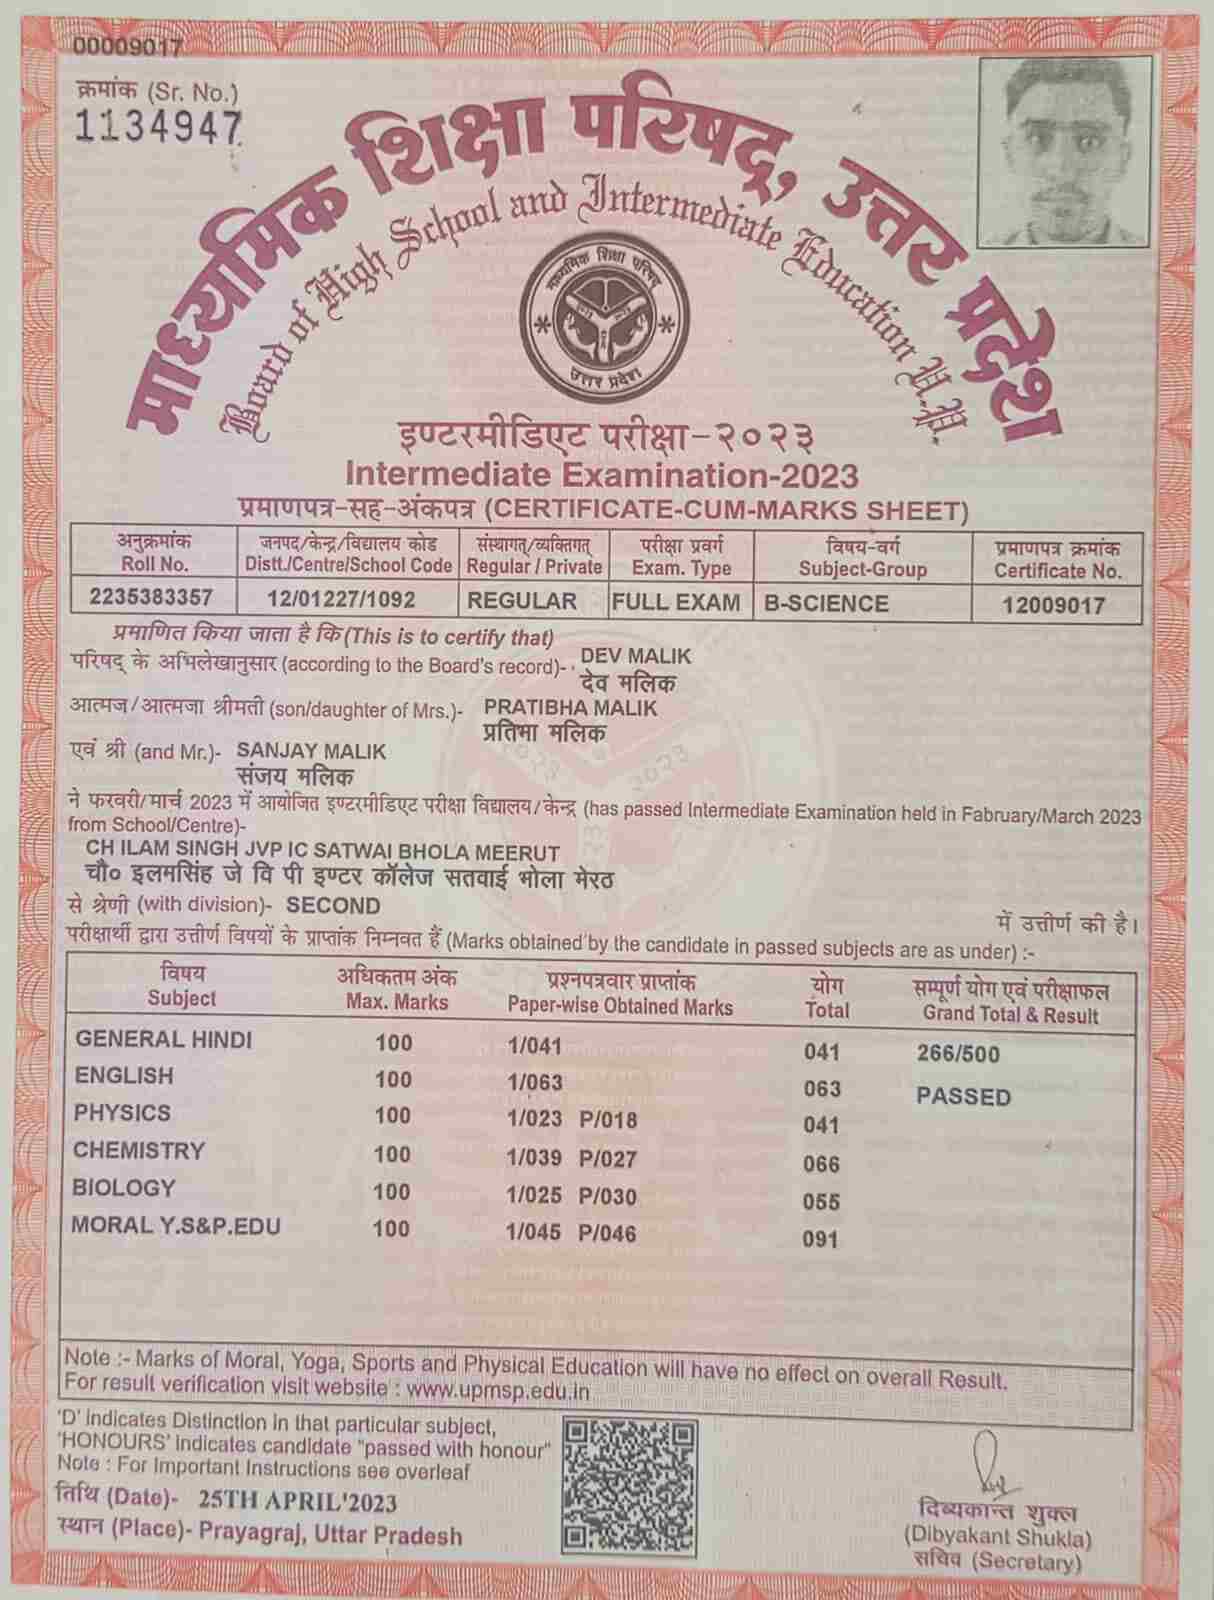 00009017
क्रमांक (Sr. No.)
1134947
माध्यमिक शिक्षा परिषद्, उत्तर प्रदेश
Board of High School and Intermediate Education U.P.
माध्यमिक शिक्षा परिषद्
उत्तर प्रदेश
इण्टरमीडिएट परीक्षा-२०२३
Intermediate Examination-2023
प्रमाणपत्र-सह-अंकपत्र (CERTIFICATE-CUM-MARKS SHEET)
अनुक्रमांक जनपद/केन्द्र/विद्यालय कोड संस्थागत्/व्यक्तिगत् परीक्षा प्रवर्ग विषय-वर्ग प्रमाणपत्र क्रमांक
Roll No. Distt./Centre/School Code Regular / Private Exam. Type Subject-Group Certificate No.
2235383357 12/01227/1092 REGULAR FULL EXAM B-SCIENCE 12009017
प्रमाणित किया जाता है कि (This is to certify that)
परिषद् के अभिलेखानुसार (according to the Board's record)- DEV MALIK
देव मलिक
आत्मज/आत्मजा श्रीमती (son/daughter of Mrs.)- PRATIBHA MALIK
प्रतिभा मलिक
एवं श्री (and Mr.)- SANJAY MALIK
संजय मलिक
ने फरवरी/मार्च 2023 में आयोजित इण्टरमीडिएट परीक्षा विद्यालय/केन्द्र (has passed Intermediate Examination held in Fabruary/March 2023
from School/Centre)-
CH ILAM SINGH JVP IC SATWAI BHOLA MEERUT
चौ० इलमसिंह जे वि पी इण्टर कॉलेज सतवाई भोला मेरठ
से श्रेणी (with division)- SECOND में उत्तीर्ण की है।
परीक्षार्थी द्वारा उत्तीर्ण विषयों के प्राप्तांक निम्नवत हैं (Marks obtained by the candidate in passed subjects are as under) :-
विषय अधिकतम अंक प्रश्नपत्रवार प्राप्तांक योग सम्पूर्ण योग एवं परीक्षाफल
Subject Max. Marks Paper-wise Obtained Marks Total Grand Total & Result
GENERAL HINDI 100 1/041 041 266/500
ENGLISH 100 1/063 063 PASSED
PHYSICS 100 1/023 P/018 041
CHEMISTRY 100 1/039 P/027 066
BIOLOGY 100 1/025 P/030 055
MORAL Y.S&P.EDU 100 1/045 P/046 091
Note :- Marks of Moral, Yoga, Sports and Physical Education will have no effect on overall Result.
For result verification visit website : www.upmsp.edu.in
'D' indicates Distinction in that particular subject,
'HONOURS' indicates candidate "passed with honour"
Note : For Important Instructions see overleaf
तिथि (Date)- 25TH APRIL'2023
स्थान (Place)- Prayagraj, Uttar Pradesh
दिब्यकान्त शुक्ल
(Dibyakant Shukla)
सचिव (Secretary)